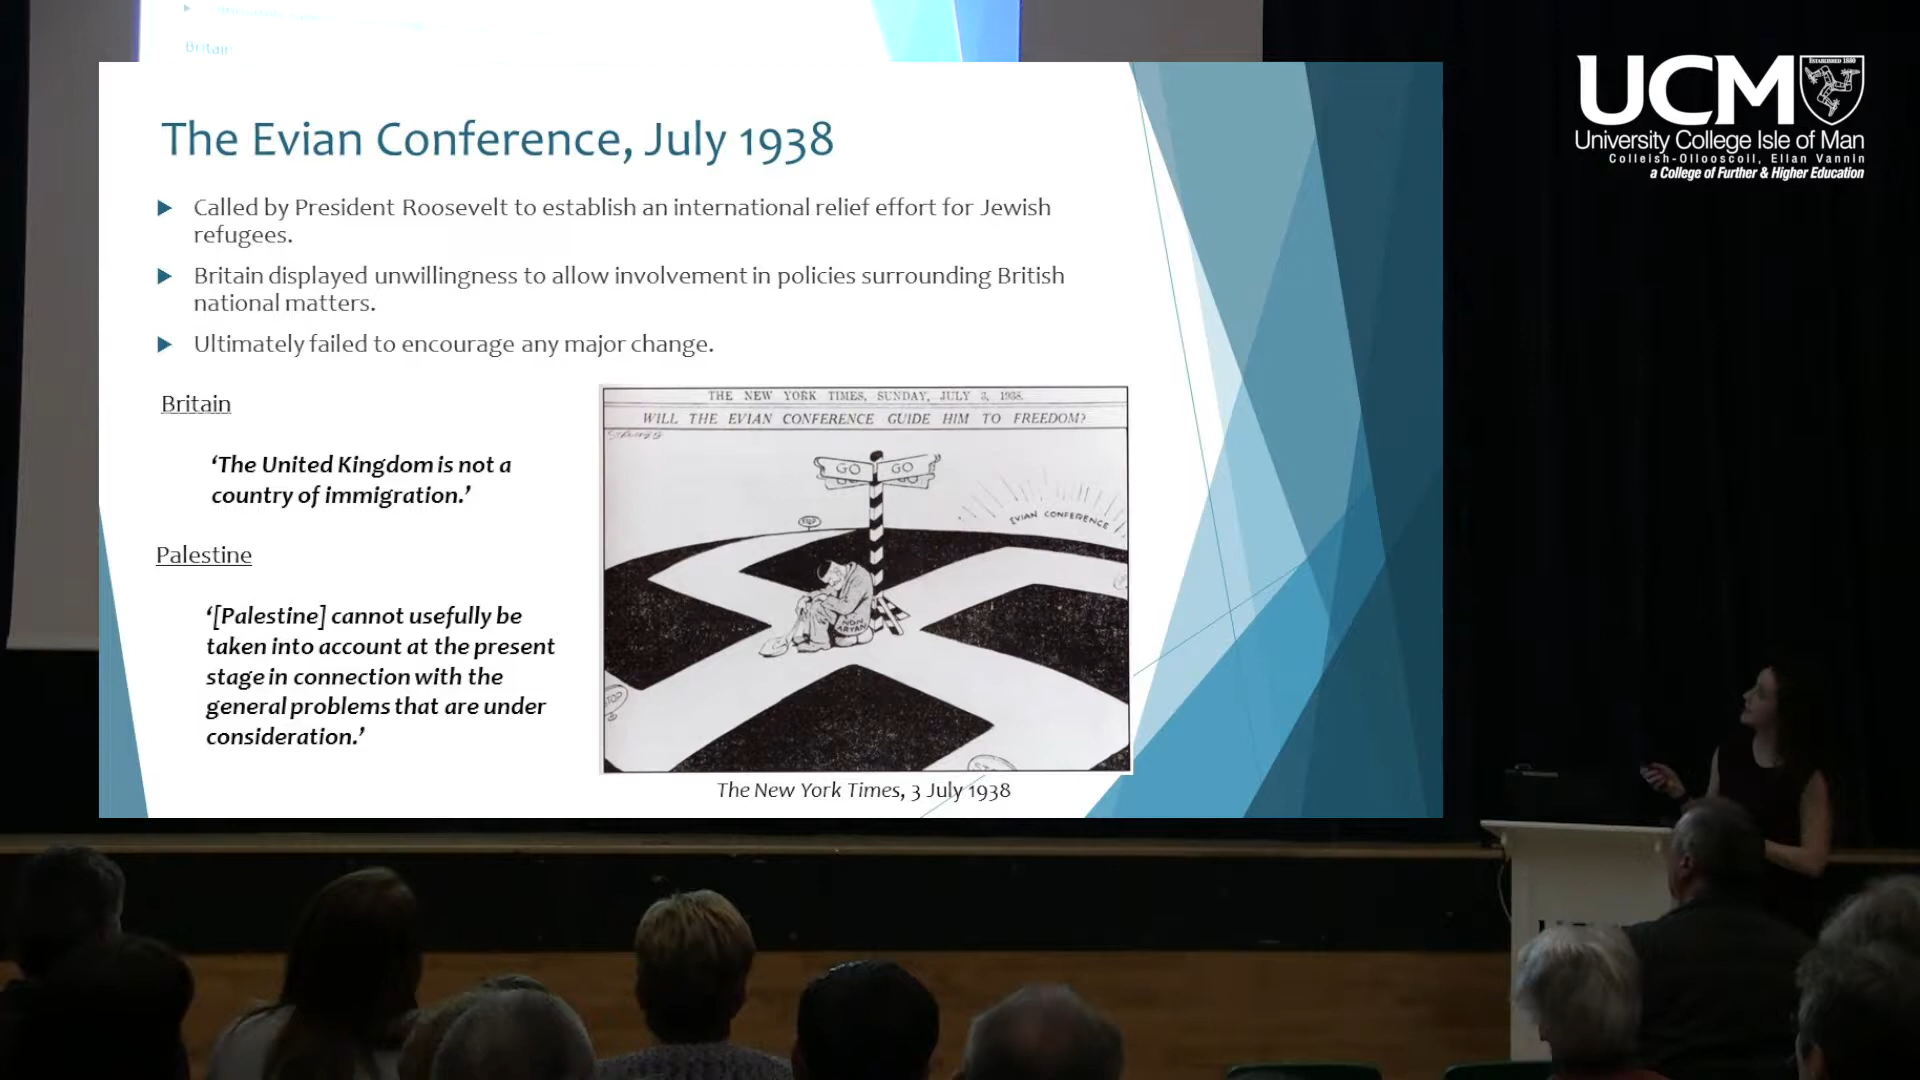 Britain
The Evian Conference, July 1938
Called by President Roosevelt to establish an international relief effort for Jewish
refugees.
Britain displayed unwillingness to allow involvement in policies surrounding British
national matters.
Ultimately failed to encourage any major change.
Britain
‘The United Kingdom is not a
country of immigration.’
Palestine
‘[Palestine] cannot usefully be
taken into account at the present
stage in connection with the
general problems that are under
consideration.’
THE NEW YORK TIMES, SUNDAY, JULY 3, 1938.
WILL THE EVIAN CONFERENCE GUIDE HIM TO FREEDOM?
GO GO
STOP
EVIAN CONFERENCE
NON
ARYAN
STOP
The New York Times, 3 July 1938
UCM
ESTABLISHED 1880
University College Isle of Man
Colleish-Ollooscoil, Ellan Vannin
a College of Further & Higher Education